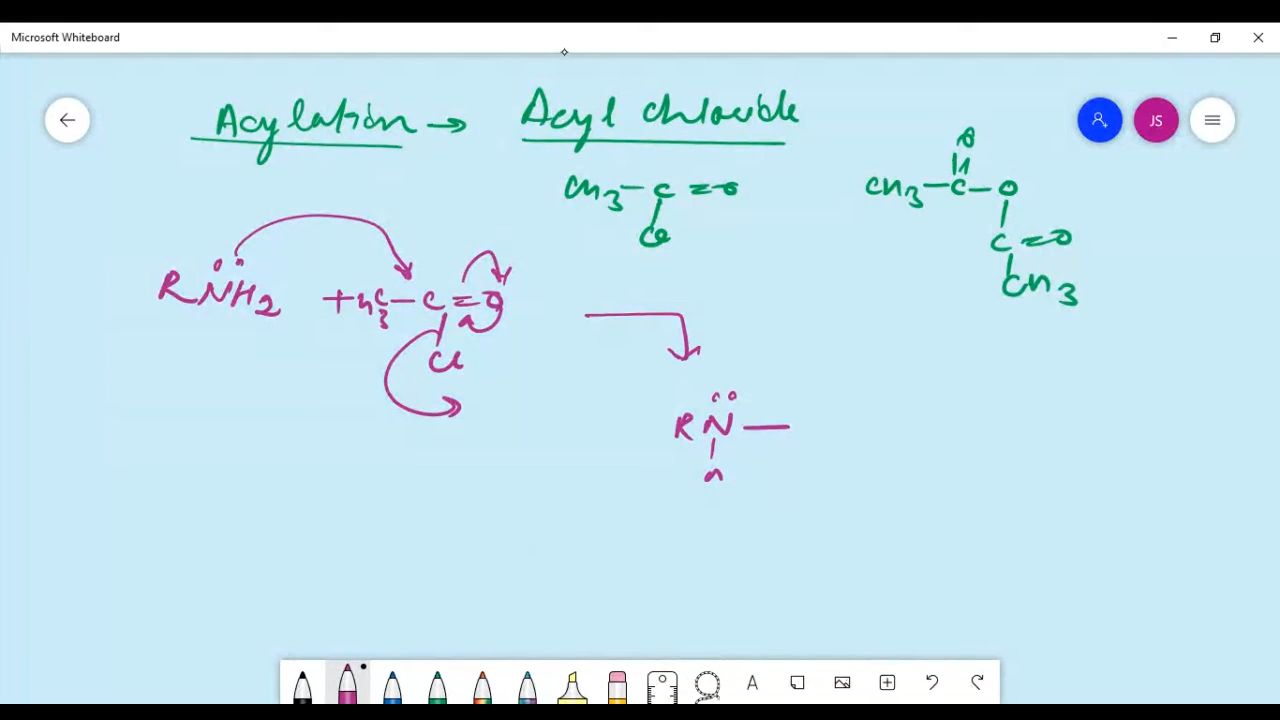 Microsoft Whiteboard
Acylation → Acyl chloride
JS
CH3–C=O
Cl
O
CH3–C–O
C=O
CH3
RNH2 + H3C–C=O
Cl
RN–
H
A